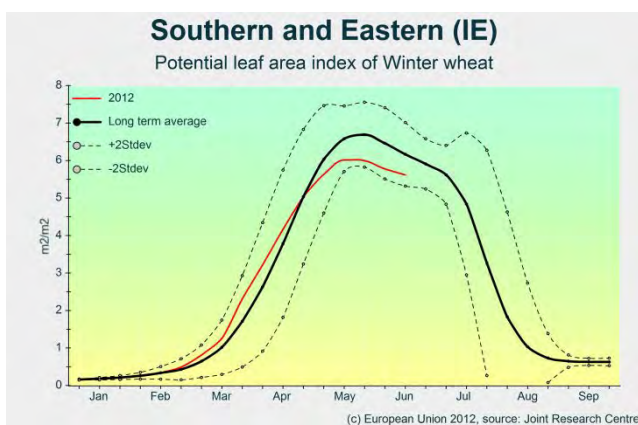 Southern and Eastern (IE)
Potential leaf area index of Winter wheat
8
7
6
5
4
3
2
1
0
m2/m2
2012
Long term average
+2Stdev
-2Stdev
Jan Feb Mar Apr May Jun Jul Aug Sep
(c) European Union 2012, source: Joint Research Centre